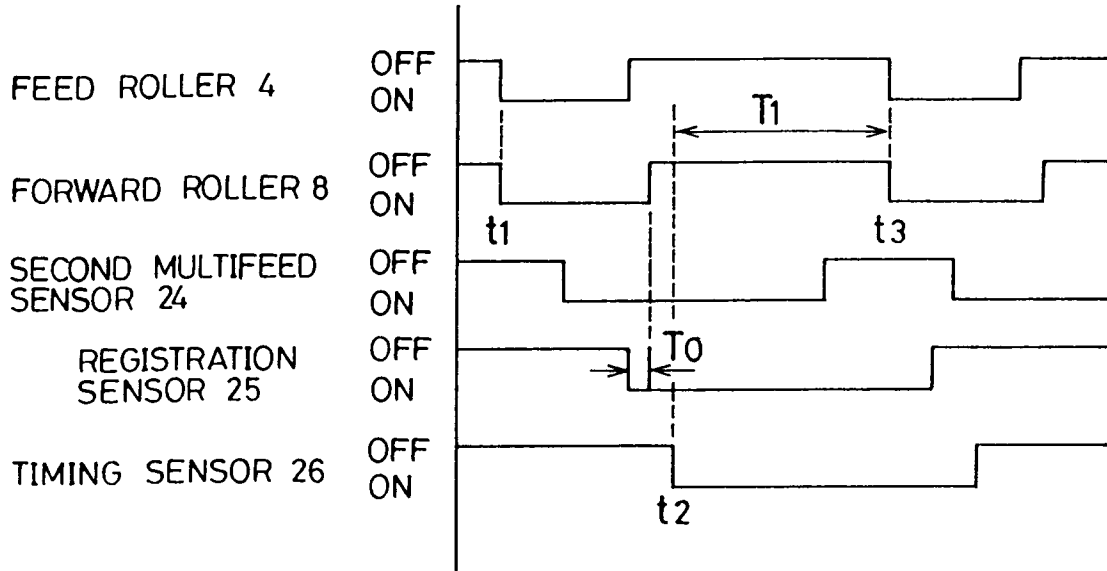 FEED ROLLER 4
OFF
ON
T1
FORWARD ROLLER 8
OFF
ON
t1
t3
SECOND MULTIFEED
SENSOR 24
OFF
ON
REGISTRATION
SENSOR 25
OFF
ON
T0
TIMING SENSOR 26
OFF
ON
t2